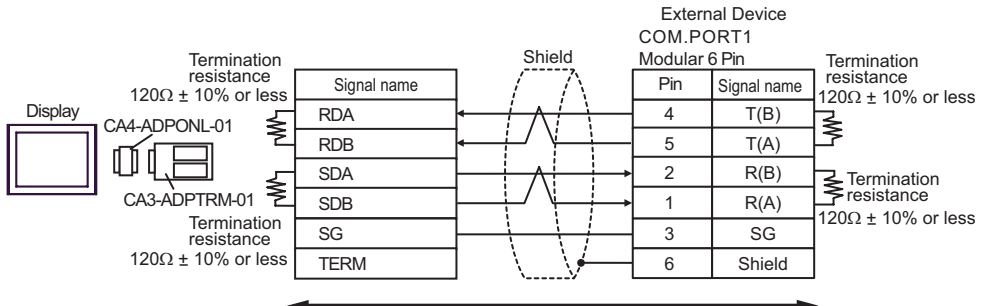 External Device
COM.PORT1
Modular 6 Pin
Shield
Termination
resistance
120Ω ± 10% or less
Termination
resistance
120Ω ± 10% or less
Signal name
Pin
Signal name
Display
CA4-ADPONL-01
CA3-ADPTRM-01
RDA
4
T(B)
RDB
5
T(A)
SDA
2
R(B)
SDB
1
R(A)
SG
3
SG
TERM
6
Shield
Termination
resistance
120Ω ± 10% or less
Termination
resistance
120Ω ± 10% or less